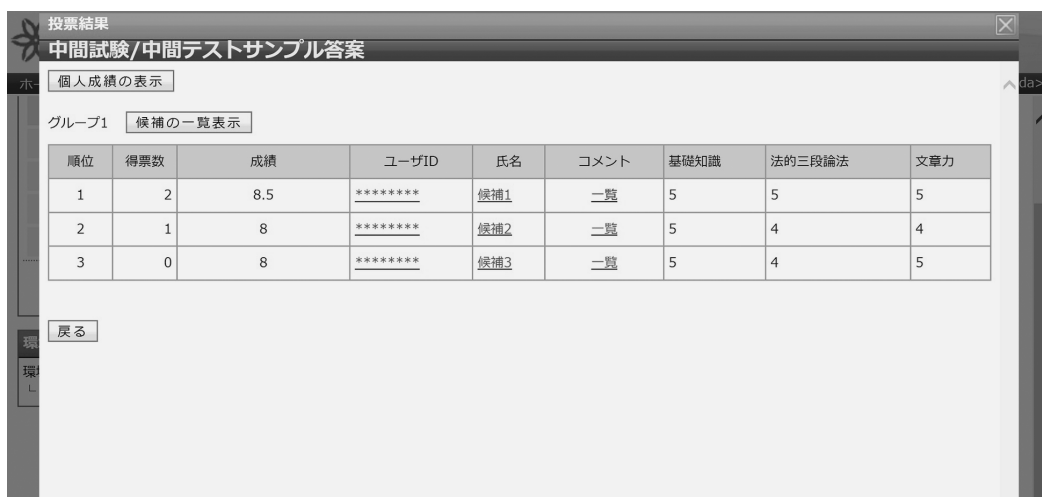 投票結果
中間試験/中間テストサンプル答案
個人成績の表示
グループ1 候補の一覧表示
順位 得票数 成績 ユーザID 氏名 コメント 基礎知識 法的三段論法 文章力
1 2 8.5 ******** 候補1 一覧 5 5 5
2 1 8 ******** 候補2 一覧 5 4 4
3 0 8 ******** 候補3 一覧 5 4 5
戻る
ホ
da>
環
環